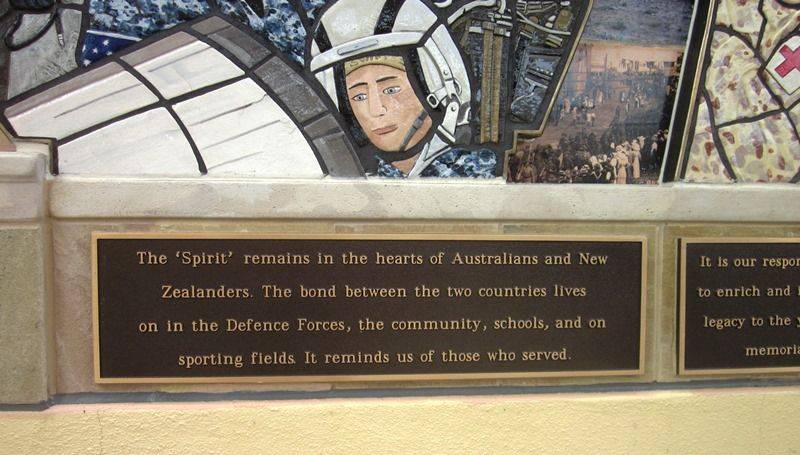 The ‘Spirit’ remains in the hearts of Australians and New
Zealanders. The bond between the two countries lives
on in the Defence Forces, the community, schools, and on
sporting fields. It reminds us of those who served.
It is our
to enrich and
legacy to the